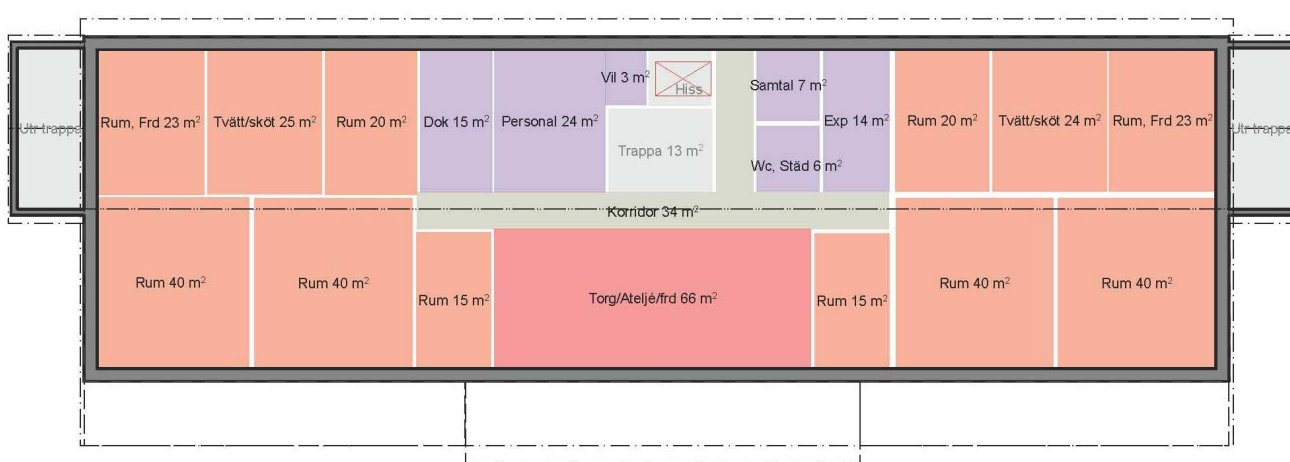 Vil 3 m²
Hiss
Samtal 7 m²
Utr trappa
Rum, Frd 23 m²
Tvätt/sköt 25 m²
Rum 20 m²
Dok 15 m²
Personal 24 m²
Trappa 13 m²
Exp 14 m²
Rum 20 m²
Tvätt/sköt 24 m²
Rum, Frd 23 m²
Utr trappa
Wc, Städ 6 m²
Korridor 34 m²
Rum 40 m²
Rum 40 m²
Rum 15 m²
Torg/Ateljé/frd 66 m²
Rum 15 m²
Rum 40 m²
Rum 40 m²